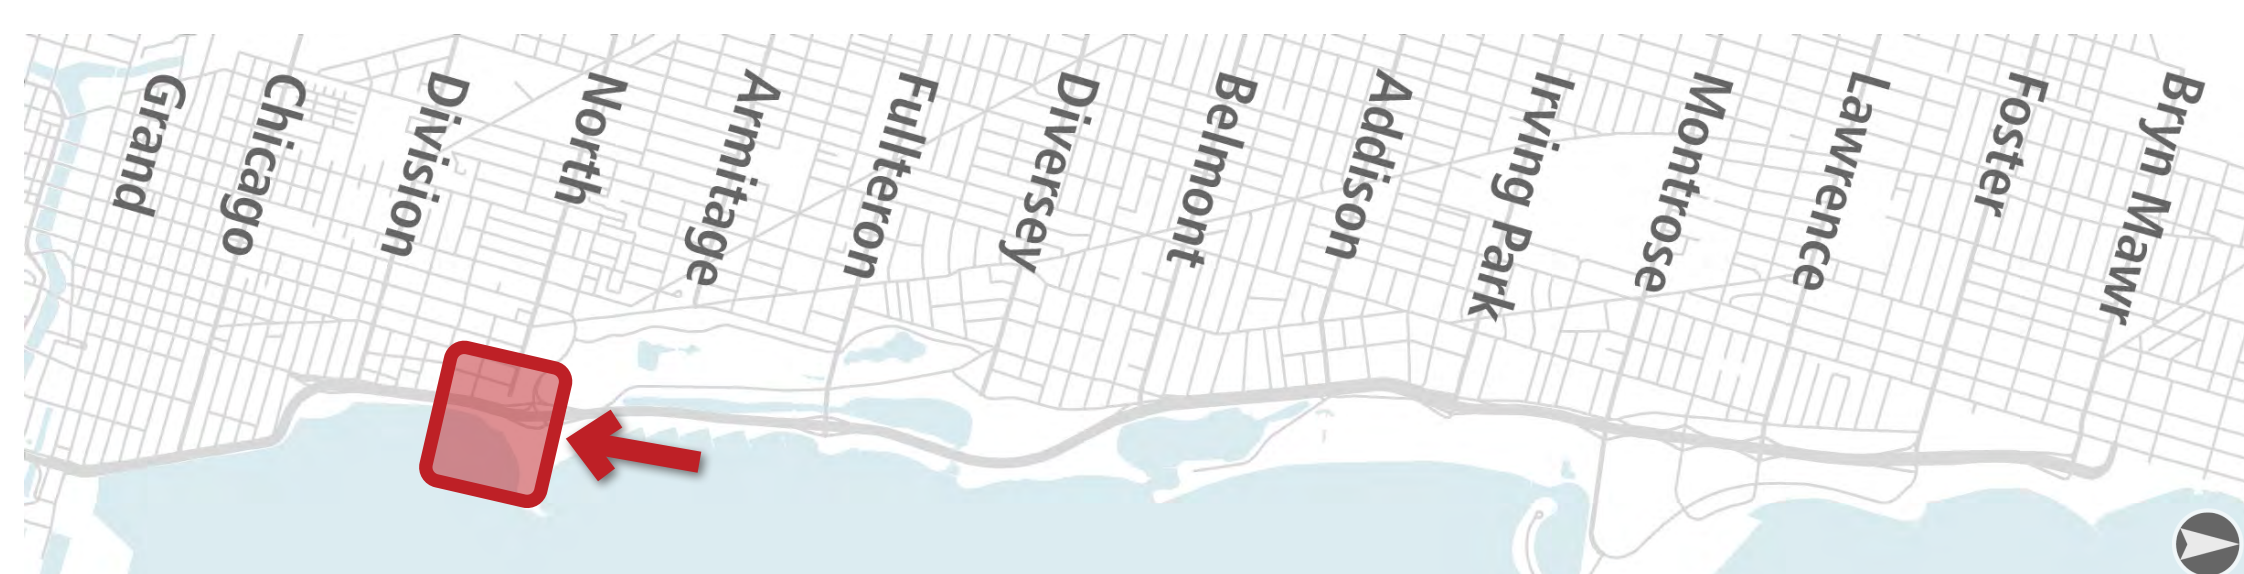 Grand
Chicago
Division
North
Armitage
Fullteron
Diversey
Belmont
Addison
Irving Park
Montrose
Lawrence
Foster
Bryn Mawr